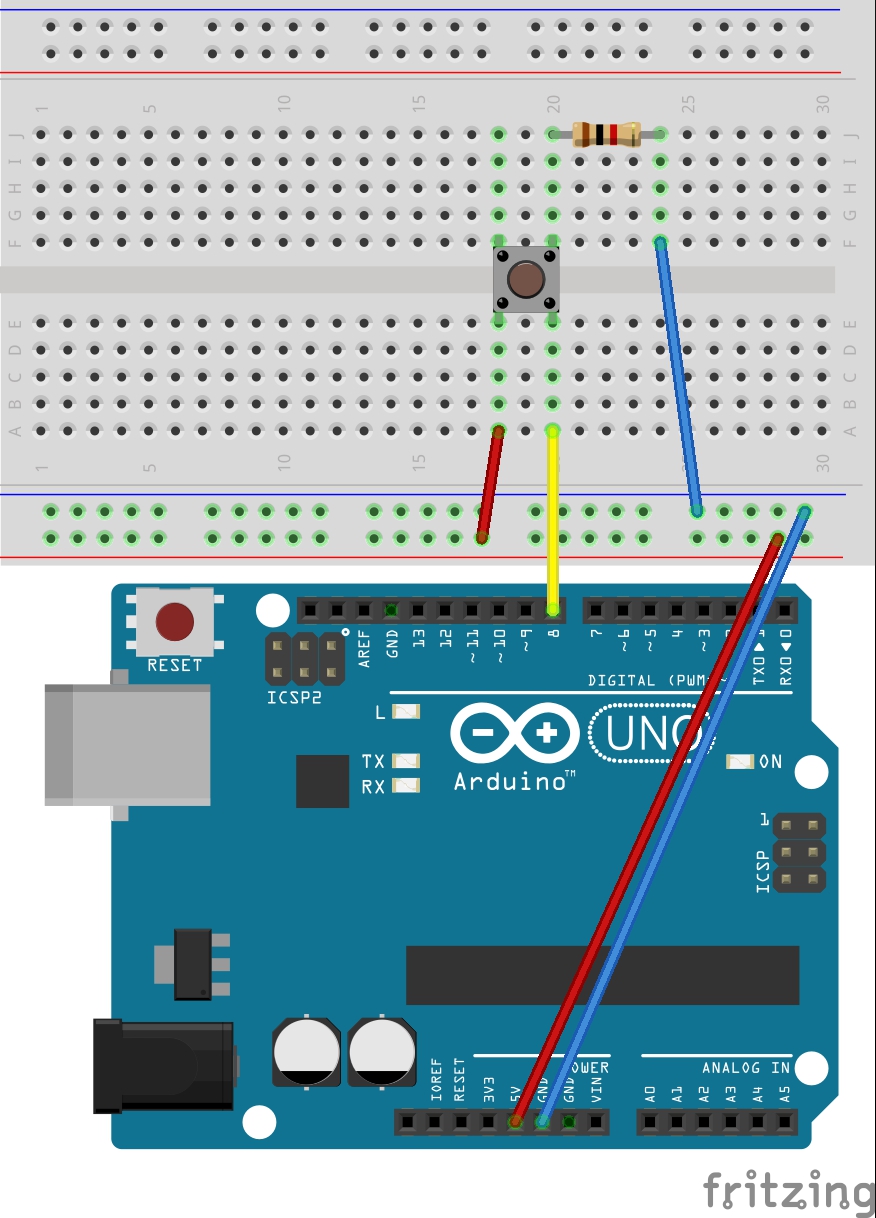 1 5 10 15 20 25 30
J J
I I
H H
G G
F F
E E
D D
C C
B B
A A
1 5 10 15 30
RESET
ICSP2
AREF
GND
13
12
~11
~10
~9
8
7
~6
~5
4
~3
TX0▶1
RX0◀0
DIGITAL (PWM
L
TX
RX
UNO
Arduino™
ON
1
ICSP
POWER
ANALOG IN
IOREF
RESET
3V3
5V
GND
GND
VIN
A0
A1
A2
A3
A4
A5
fritzing